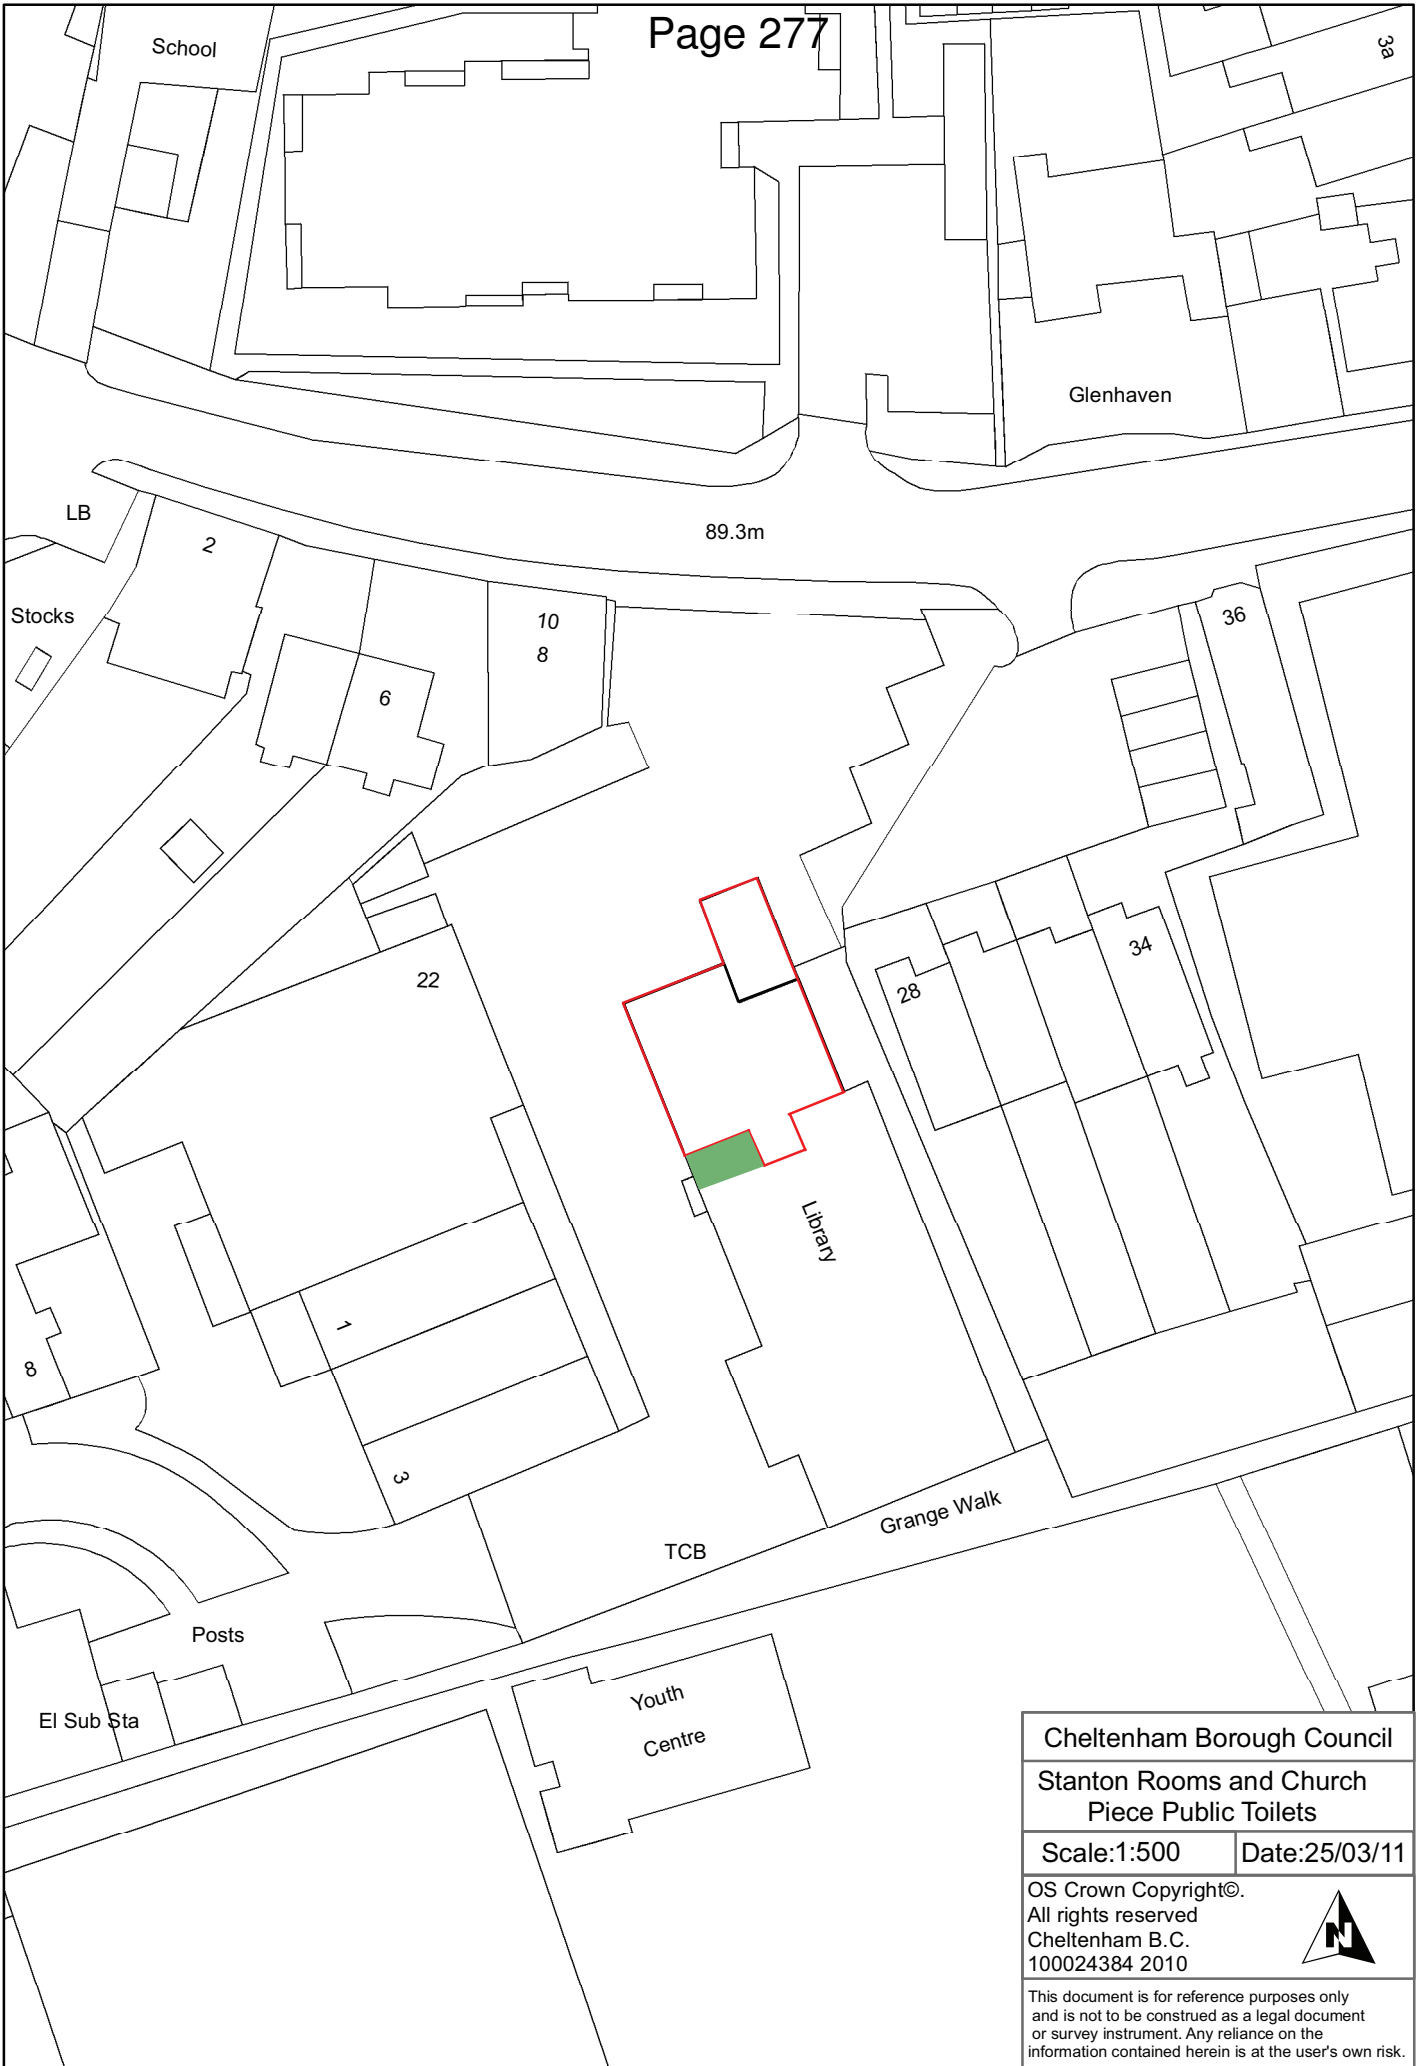 Page 277
School
3a
Glenhaven
LB
89.3m
2
Stocks
10
8
36
6
22
34
28
Library
1
8
3
Grange Walk
TCB
Posts
Youth
Centre
El Sub Sta
Cheltenham Borough Council
Stanton Rooms and Church
Piece Public Toilets
Scale:1:500
Date:25/03/11
OS Crown Copyright©.
All rights reserved
Cheltenham B.C.
100024384 2010
N
This document is for reference purposes only
and is not to be construed as a legal document
or survey instrument. Any reliance on the
information contained herein is at the user's own risk.